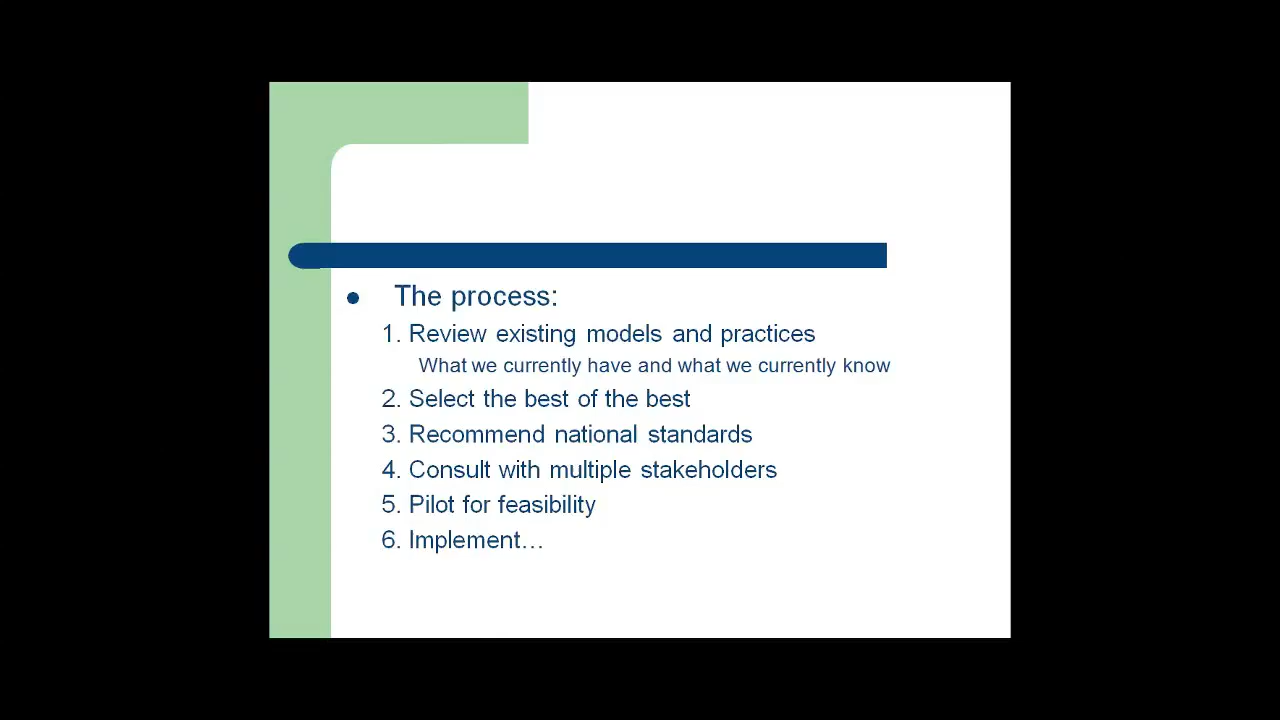 The process:
1. Review existing models and practices
What we currently have and what we currently know
2. Select the best of the best
3. Recommend national standards
4. Consult with multiple stakeholders
5. Pilot for feasibility
6. Implement…